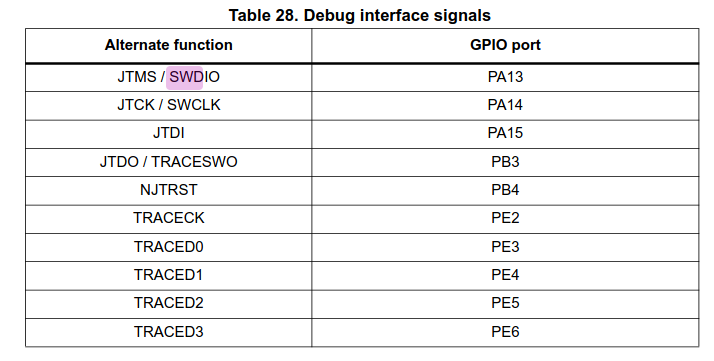 Table 28. Debug interface signals
Alternate function GPIO port
JTMS / SWDIO PA13
JTCK / SWCLK PA14
JTDI PA15
JTDO / TRACESWO PB3
NJTRST PB4
TRACECK PE2
TRACED0 PE3
TRACED1 PE4
TRACED2 PE5
TRACED3 PE6